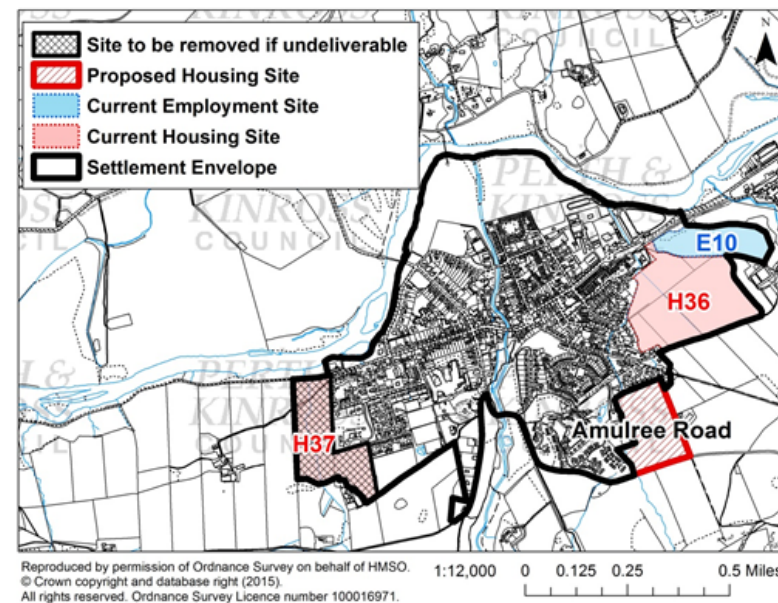 Site to be removed if undeliverable
Proposed Housing Site
Current Employment Site
Current Housing Site
Settlement Envelope
PERTH &
KINROSS
COUNCIL
N
E10
H36
Amulree Road
H37
Reproduced by permission of Ordnance Survey on behalf of HMSO.
© Crown copyright and database right (2015).
All rights reserved. Ordnance Survey Licence number 100016971.
1:12,000
0 0.125 0.25 0.5 Miles